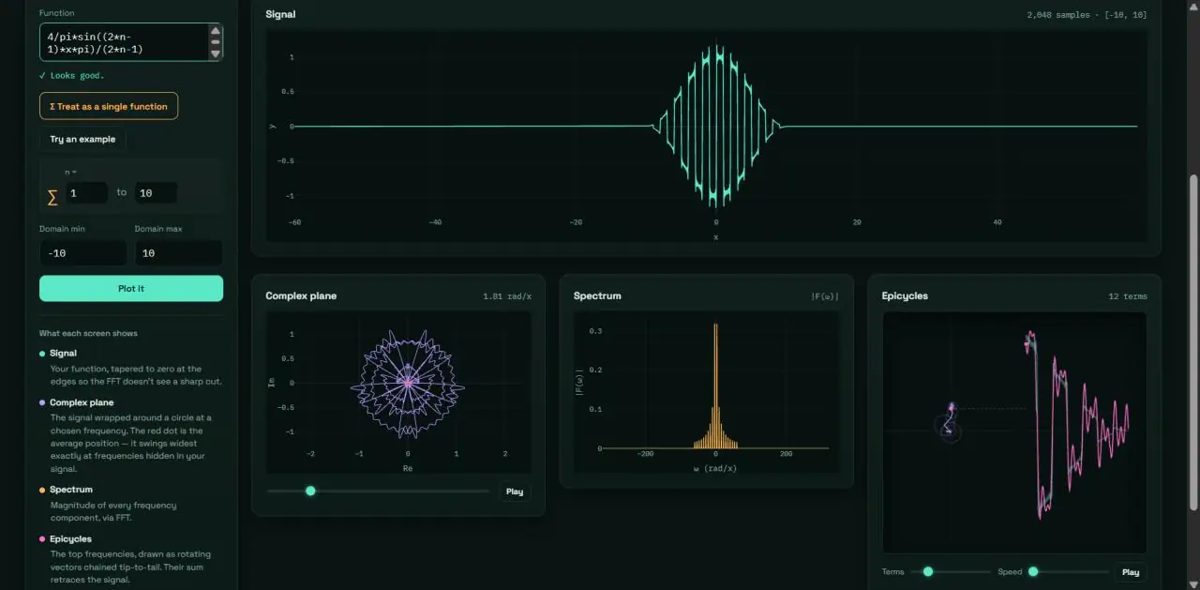 Function
4/pi*sin((2*n-
1)*x*pi)/(2*n-1)
✓ Looks good.
Σ Treat as a single function
Try an example
n =
Σ 1 to 10
Domain min Domain max
-10 10
Plot it
What each screen shows
Signal
Your function, tapered to zero at the
edges so the FFT doesn't see a sharp cut.
Complex plane
The signal wrapped around a circle at a
chosen frequency. The red dot is the
average position — it swings widest
exactly at frequencies hidden in your
signal.
Spectrum
Magnitude of every frequency
component, via FFT.
Epicycles
The top frequencies, drawn as rotating
vectors chained tip-to-tail. Their sum
retraces the signal.
Signal 2,048 samples · [-10, 10]
1
0.5
y 0
-0.5
-1
-60 -40 -20 0 20 40
x
Complex plane 1.81 rad/x
1
0.5
Im 0
-0.5
-1
-2 -1 0 1 2
Re
Play
Spectrum |F(ω)|
0.3
0.2
|F(ω)|
0.1
0
-200 0 200
ω (rad/x)
Epicycles 12 terms
Terms Speed Play